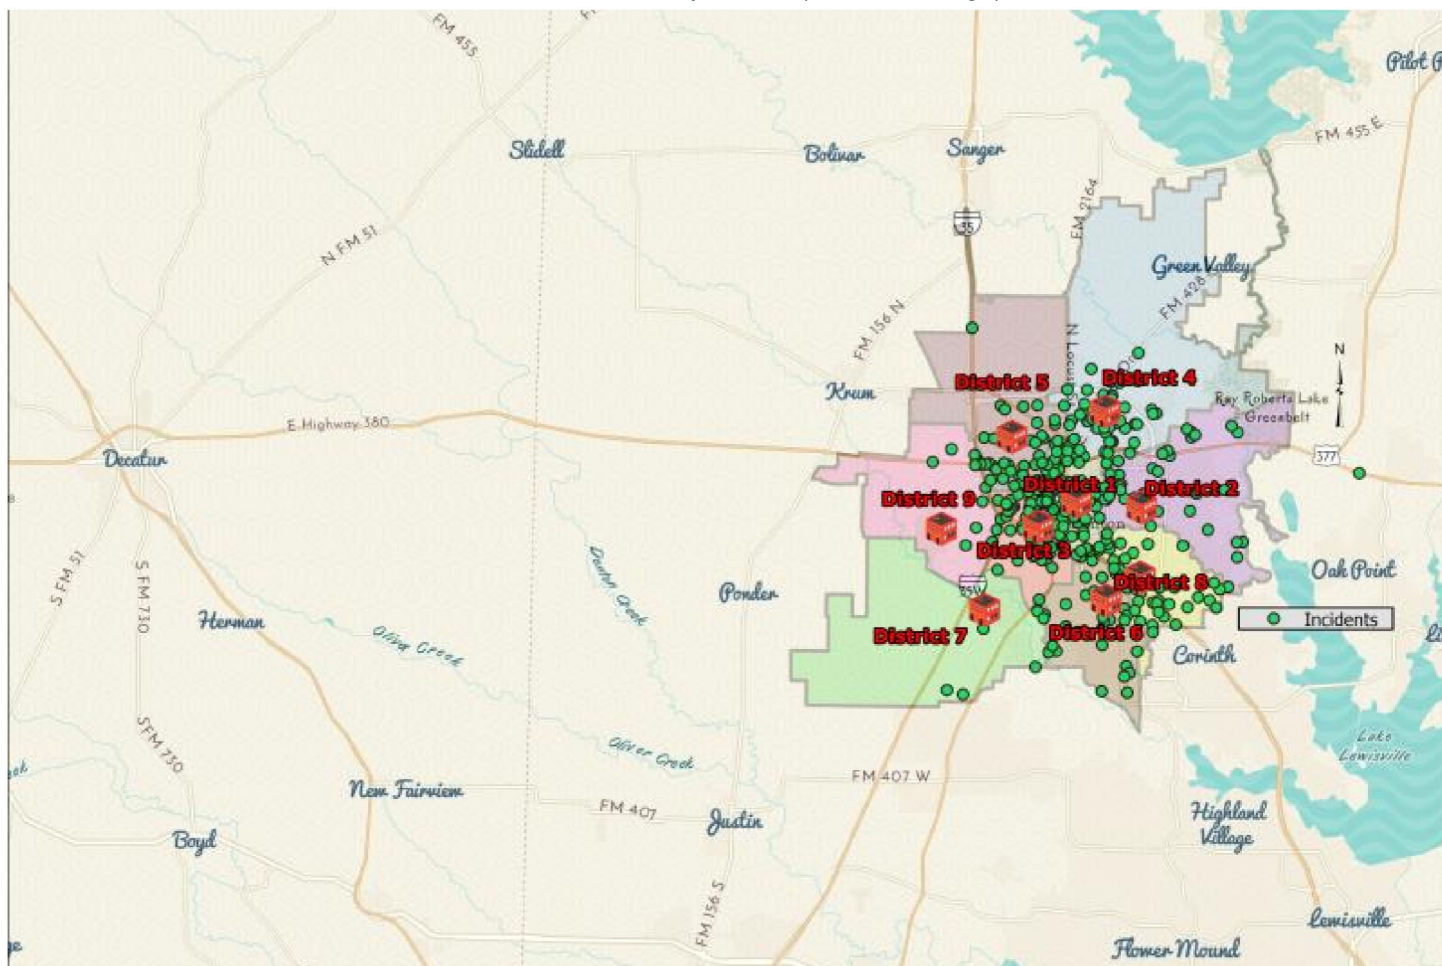 FM 455
Pilot P
FM 455 E
Slidell
Bolivar
Sanger
FM 2164
35
N FM 51
Green Valley
FM 428
FM 156 N
N Locust
N
District 5
District 4
Krum
Ray Roberts Lake
Greenbelt
E Highway 380
Decatur
377
District 1
District 2
District 9
District 3
S FM 51
S FM 730
Denton Creek
Oak Point
35W
District 8
Ponder
Herman
Incidents
Oliver Creek
District 7
District 6
Corinth
S FM 730
Lake
Lewisville
Oliver Creek
FM 407 W
New Fairview
FM 407
Justin
Highland
Village
Boyd
FM 156 S
Lewisville
Flower Mound